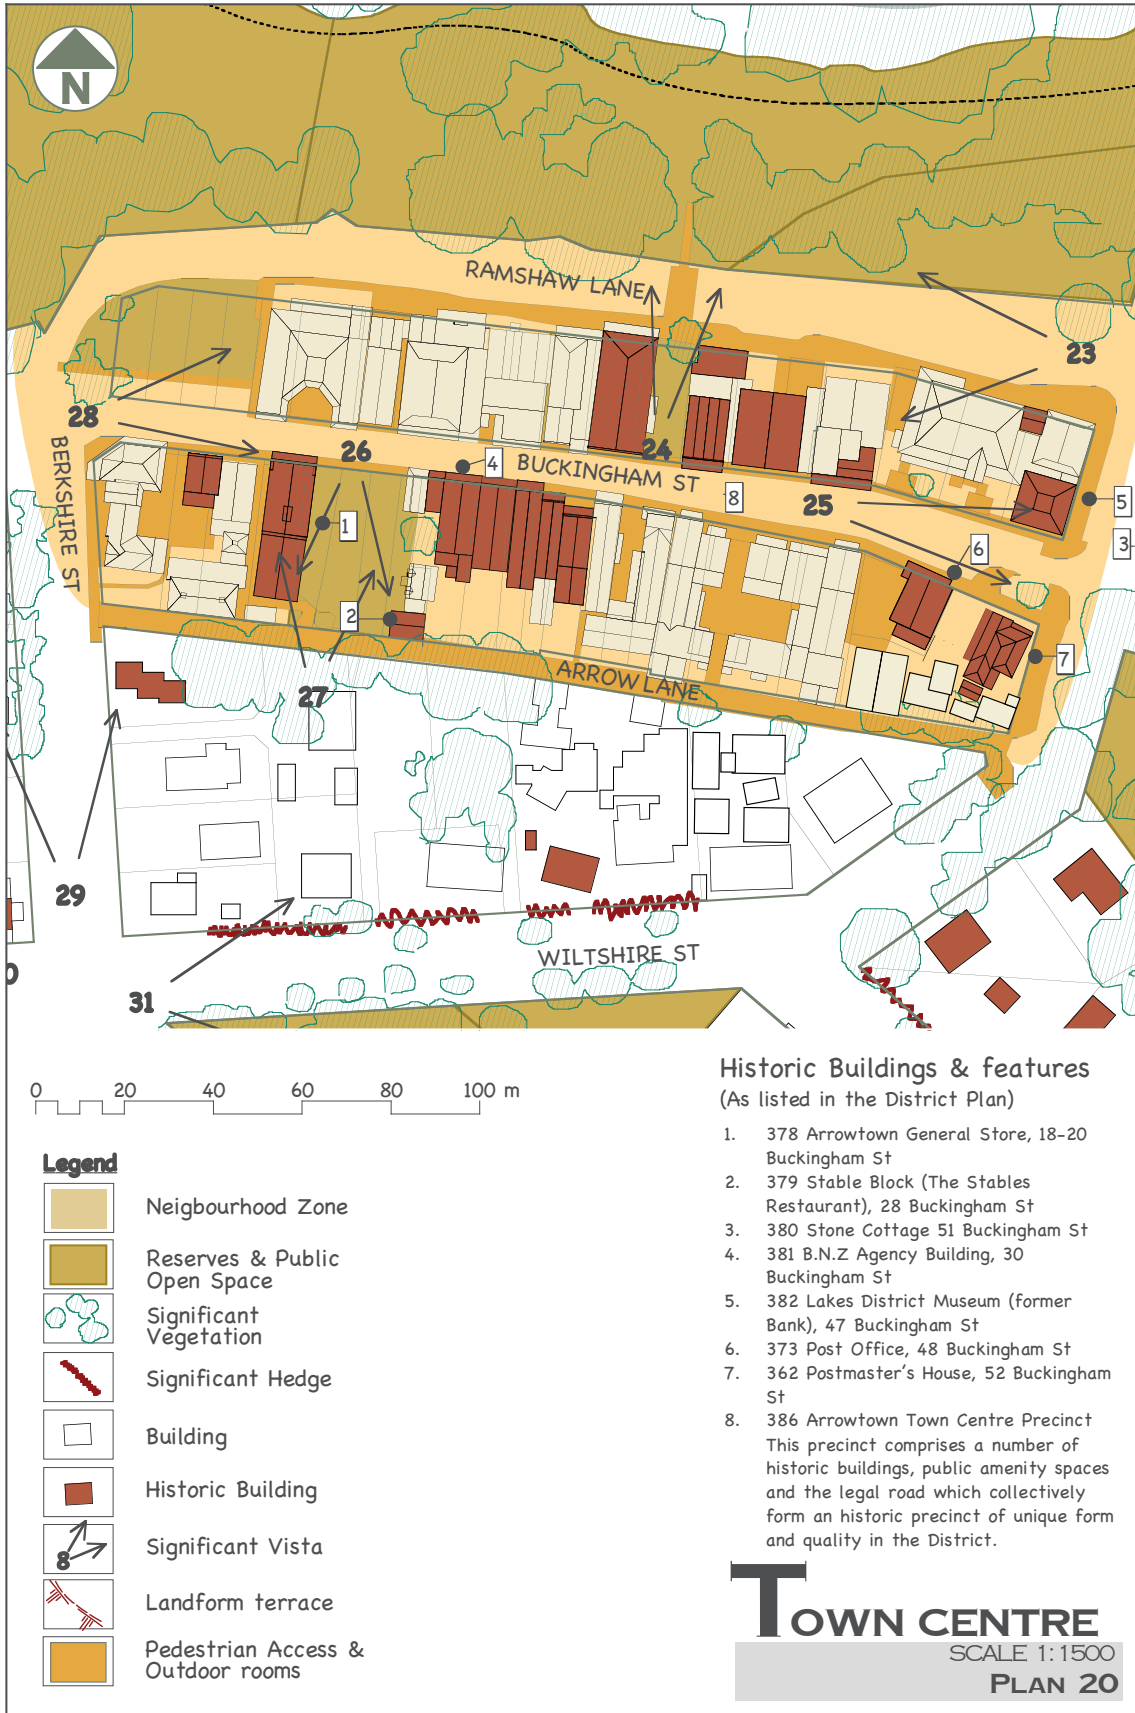 N
RAMSHAW LANE
23
28
24
26
BERKSHIRE ST
4
BUCKINGHAM ST
8
25
5
1
3
6
2
7
27
ARROW LANE
29
WILTSHIRE ST
0
31
0 20 40 60 80 100 m
Legend
Neigbourhood Zone
Reserves & Public
Open Space
Significant
Vegetation
Significant Hedge
Building
Historic Building
8
Significant Vista
Landform terrace
Pedestrian Access &
Outdoor rooms
Historic Buildings & features
(As listed in the District Plan)
1. 378 Arrowtown General Store, 18-20
Buckingham St
2. 379 Stable Block (The Stables
Restaurant), 28 Buckingham St
3. 380 Stone Cottage 51 Buckingham St
4. 381 B.N.Z Agency Building, 30
Buckingham St
5. 382 Lakes District Museum (former
Bank), 47 Buckingham St
6. 373 Post Office, 48 Buckingham St
7. 362 Postmaster's House, 52 Buckingham
St
8. 386 Arrowtown Town Centre Precinct
This precinct comprises a number of
historic buildings, public amenity spaces
and the legal road which collectively
form an historic precinct of unique form
and quality in the District.
TOWN CENTRE
SCALE 1:1500
PLAN 20